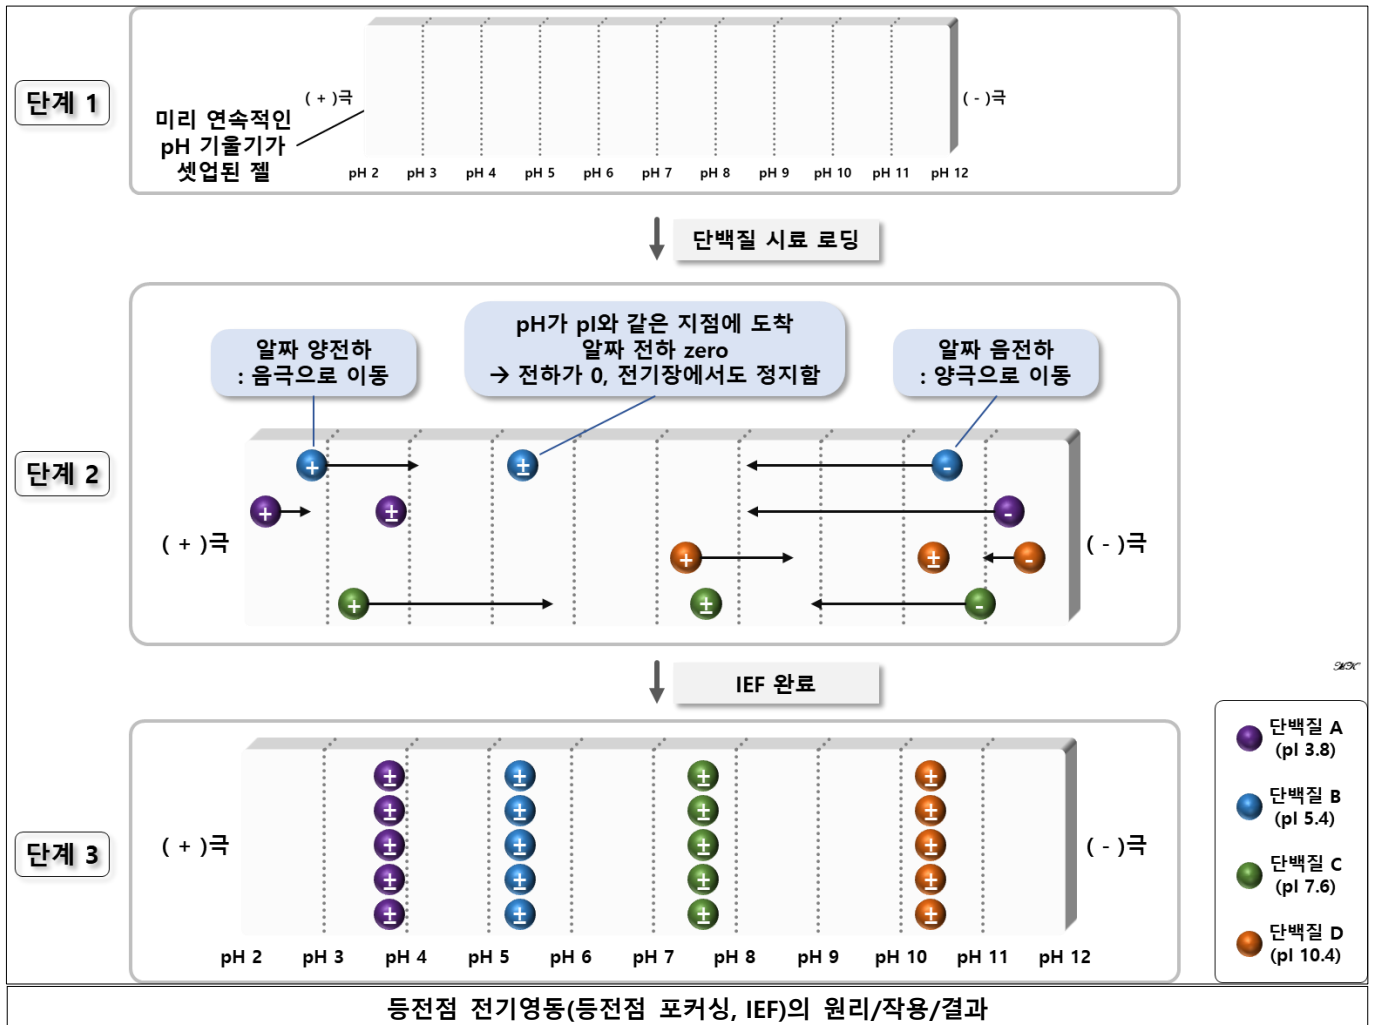 단계 1
( + )극
( - )극
미리 연속적인
pH 기울기가
셋업된 젤
pH 2 pH 3 pH 4 pH 5 pH 6 pH 7 pH 8 pH 9 pH 10 pH 11 pH 12
단백질 시료 로딩
단계 2
알짜 양전하
: 음극으로 이동
pH가 pI와 같은 지점에 도착
알짜 전하 zero
→ 전하가 0, 전기장에서도 정지함
알짜 음전하
: 양극으로 이동
+ ± -
+ ± -
( + )극
( - )극
+ ± -
+ ± -
IEF 완료
단계 3
( + )극
( - )극
± ± ± ±
± ± ± ±
± ± ± ±
± ± ± ±
± ± ± ±
pH 2 pH 3 pH 4 pH 5 pH 6 pH 7 pH 8 pH 9 pH 10 pH 11 pH 12
단백질 A
(pI 3.8)
단백질 B
(pI 5.4)
단백질 C
(pI 7.6)
단백질 D
(pI 10.4)
등전점 전기영동(등전점 포커싱, IEF)의 원리/작용/결과